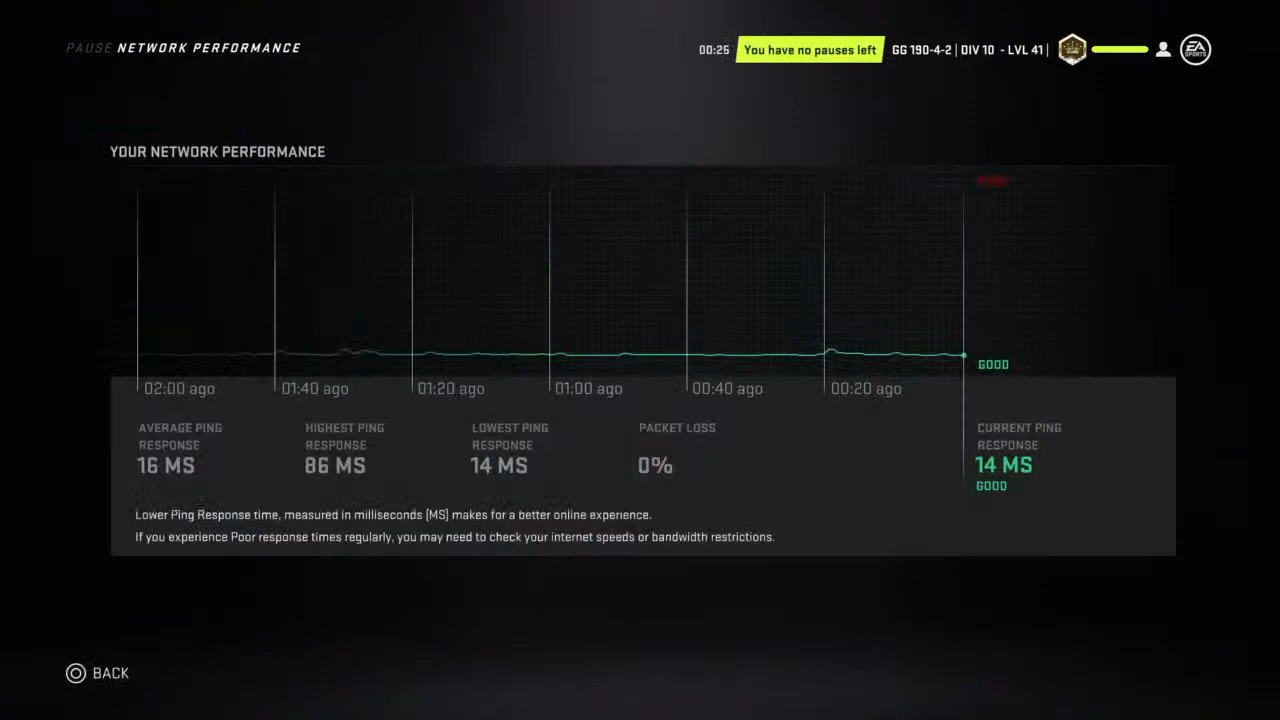 PAUSE NETWORK PERFORMANCE
00:25 You have no pauses left GG 190-4-2 | DIV 10 - LVL 41 |
EA
SPORTS
YOUR NETWORK PERFORMANCE
GOOD
02:00 ago 01:40 ago 01:20 ago 01:00 ago 00:40 ago 00:20 ago
AVERAGE PING HIGHEST PING LOWEST PING PACKET LOSS CURRENT PING
RESPONSE RESPONSE RESPONSE RESPONSE
16 MS 86 MS 14 MS 0% 14 MS
GOOD
Lower Ping Response time, measured in milliseconds [MS] makes for a better online experience.
If you experience Poor response times regularly, you may need to check your internet speeds or bandwidth restrictions.
BACK